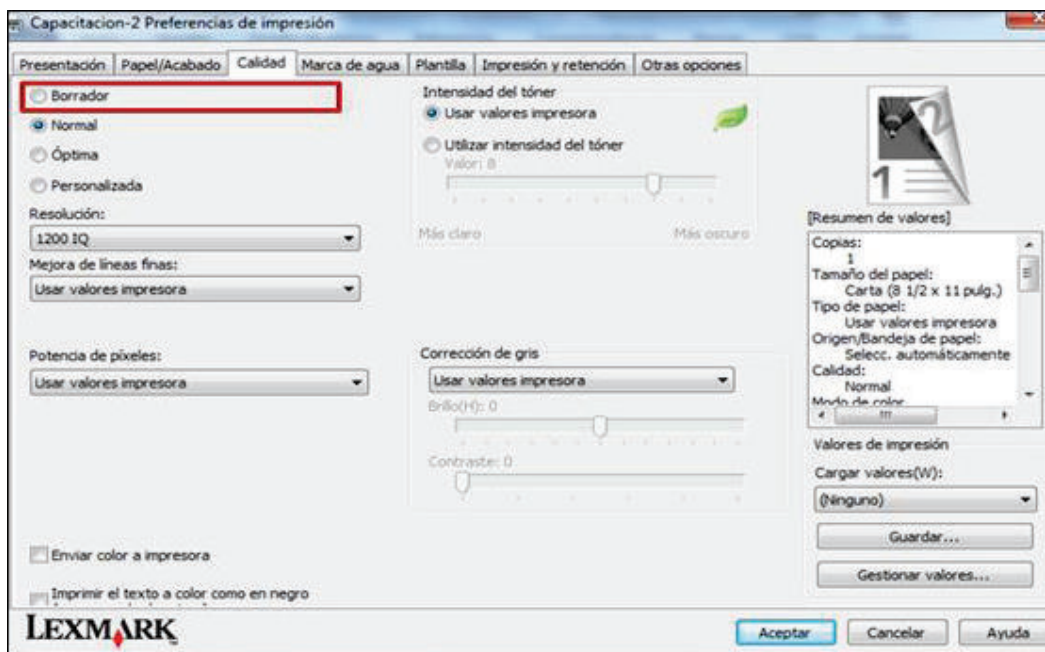 Capacitacion-2 Preferencias de impresión
Presentación Papel/Acabado Calidad Marca de agua Plantilla Impresión y retención Otras opciones
Borrador
Normal
Óptima
Personalizada
Resolución:
1200 IQ
Mejora de líneas finas:
Usar valores impresora
Potencia de píxeles:
Usar valores impresora
Enviar color a impresora
Imprimir el texto a color como en negro
Intensidad del tóner
Usar valores impresora
Utilizar intensidad del tóner
Valor: 8
Más claro Más oscuro
Corrección de gris
Usar valores impresora
Brillo(H): 0
Contraste: 0
1 2
[Resumen de valores]
Copias:
1
Tamaño del papel:
Carta (8 1/2 x 11 pulg.)
Tipo de papel:
Usar valores impresora
Origen/Bandeja de papel:
Selecc. automáticamente
Calidad:
Normal
Modo de color
Valores de impresión
Cargar valores(W):
(Ninguno)
Guardar...
Gestionar valores...
LEXMARK
Aceptar Cancelar Ayuda